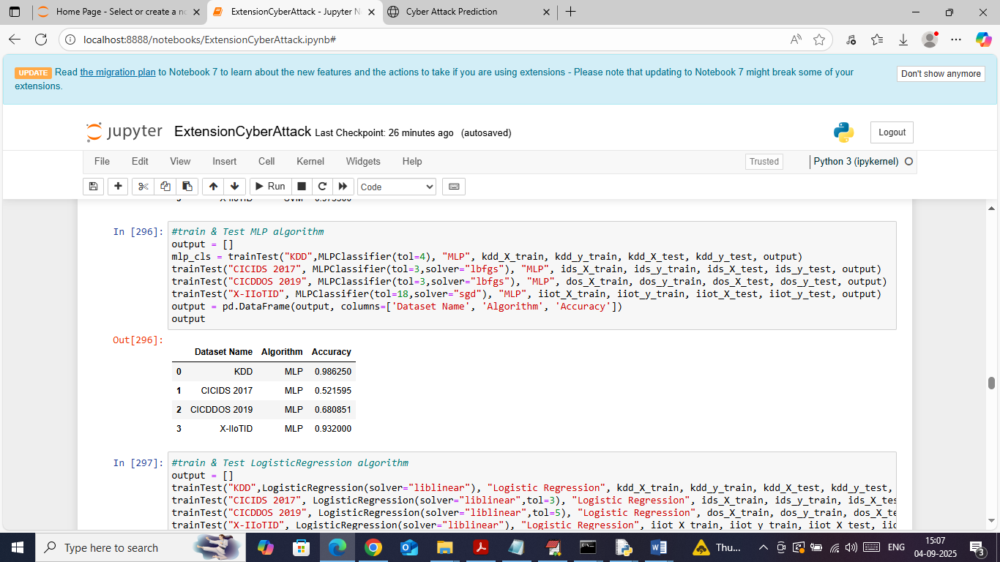 Home Page - Select or create a no
ExtensionCyberAttack - Jupyter N
Cyber Attack Prediction
localhost:8888/notebooks/ExtensionCyberAttack.ipynb#
UPDATE Read the migration plan to Notebook 7 to learn about the new features and the actions to take if you are using extensions - Please note that updating to Notebook 7 might break some of your
extensions.
Don't show anymore
jupyter ExtensionCyberAttack Last Checkpoint: 26 minutes ago (autosaved)
Logout
File Edit View Insert Cell Kernel Widgets Help
Trusted
Python 3 (ipykernel)
Run
Code
In [296]:
#train & Test MLP algorithm
output = []
mlp_cls = trainTest("KDD",MLPClassifier(tol=4), "MLP", kdd_X_train, kdd_y_train, kdd_X_test, kdd_y_test, output)
trainTest("CICIDS 2017", MLPClassifier(tol=3,solver="lbfgs"), "MLP", ids_X_train, ids_y_train, ids_X_test, ids_y_test, output)
trainTest("CICDDOS 2019", MLPClassifier(tol=3,solver="lbfgs"), "MLP", dos_X_train, dos_y_train, dos_X_test, dos_y_test, output)
trainTest("X-IIoTID", MLPClassifier(tol=18,solver="sgd"), "MLP", iiot_X_train, iiot_y_train, iiot_X_test, iiot_y_test, output)
output = pd.DataFrame(output, columns=['Dataset Name', 'Algorithm', 'Accuracy'])
output
Out[296]:
Dataset Name Algorithm Accuracy
0 KDD MLP 0.986250
1 CICIDS 2017 MLP 0.521595
2 CICDDOS 2019 MLP 0.680851
3 X-IIoTID MLP 0.932000
In [297]:
#train & Test LogisticRegression algorithm
output = []
trainTest("KDD",LogisticRegression(solver="liblinear"), "Logistic Regression", kdd_X_train, kdd_y_train, kdd_X_test, kdd_y_test,
trainTest("CICIDS 2017", LogisticRegression(solver="liblinear",tol=3), "Logistic Regression", ids_X_train, ids_y_train, ids_X_tes
trainTest("CICDDOS 2019", LogisticRegression(solver="liblinear",tol=5), "Logistic Regression", dos_X_train, dos_y_train, dos_X_te
trainTest("X-IIoTID", LogisticRegression(solver="liblinear"), "Logistic Regression", iiot_X_train, iiot_y_train, iiot_X_test, iio
Type here to search
Thu...
ENG
15:07
04-09-2025
3